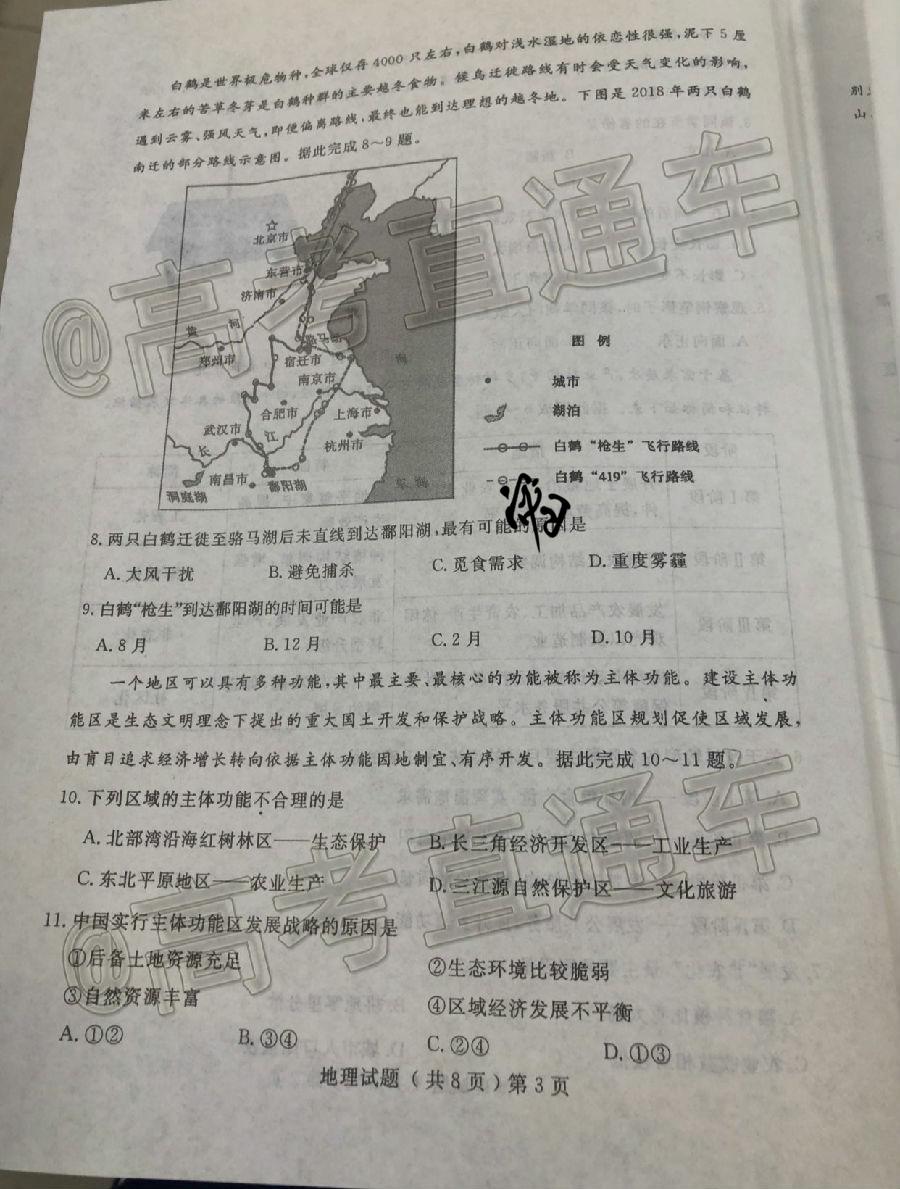 白鹤是世界极危物种,全球仅存4000只左右,白鹤对浅水湿地的依恋性很强,泥下5厘
米左右的苦草冬芽是白鹤种群的主要越冬食物。候鸟迁徙路线有时会受天气变化的影响,
遇到云雾、强风天气,即使偏离路线,最终也能到达理想的越冬地。下图是2018年两只白鹤
南迁的部分路线示意图。据此完成8～9题。
北京市
东营市
济南市
黄
河
郑州市
骆马湖
宿迁市
南京市
海
合肥市
上海市
武汉市
江
杭州市
长
南昌市
鄱阳湖
洞庭湖
东海
图 例
城市
湖泊
白鹤“枪生”飞行路线
白鹤“419”飞行路线
8.两只白鹤迁徙至骆马湖后未直线到达鄱阳湖,最有可能的原因是
A.大风干扰 B.避免捕杀 C.觅食需求 D.重度雾霾
9.白鹤“枪生”到达鄱阳湖的时间可能是
A.8月 B.12月 C.2月 D.10月
一个地区可以具有多种功能,其中最主要、最核心的功能被称为主体功能。建设主体功
能区是生态文明理念下提出的重大国土开发和保护战略。主体功能区规划促使区域发展,
由盲目追求经济增长转向依据主体功能因地制宜、有序开发。据此完成10～11题。
10.下列区域的主体功能不合理的是
A.北部湾沿海红树林区——生态保护 B.长三角经济开发区——工业生产
C.东北平原地区——农业生产 D.三江源自然保护区——文化旅游
11.中国实行主体功能区发展战略的原因是
①后备土地资源充足 ②生态环境比较脆弱
③自然资源丰富 ④区域经济发展不平衡
A.①② B.③④ C.②④ D.①③
地理试题(共8页)第3页
@高考直通车
@高考直通车